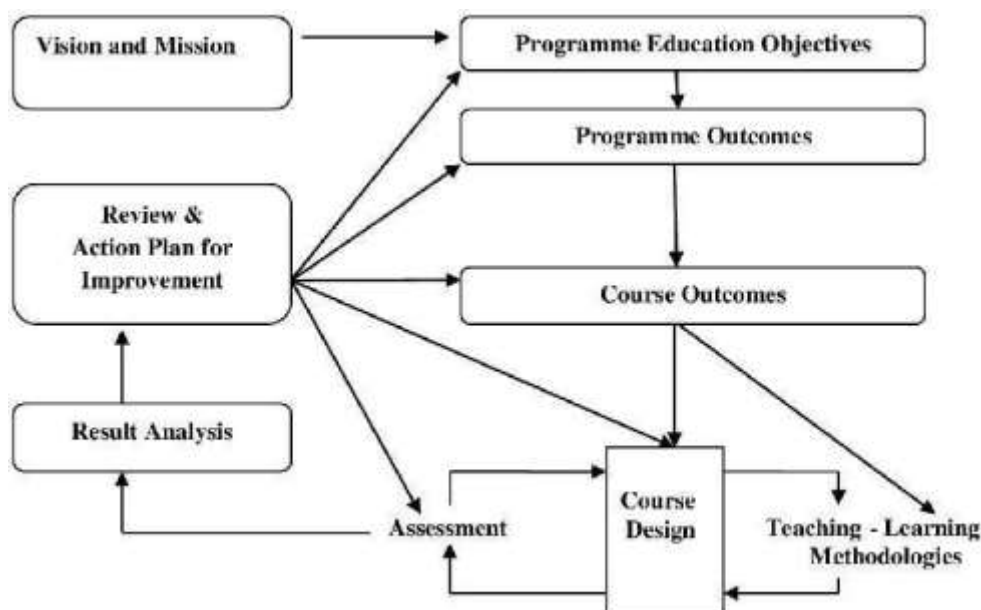 Vision and Mission
Programme Education Objectives
Programme Outcomes
Review &
Action Plan for
Improvement
Course Outcomes
Result Analysis
Assessment
Course
Design
Teaching - Learning
Methodologies